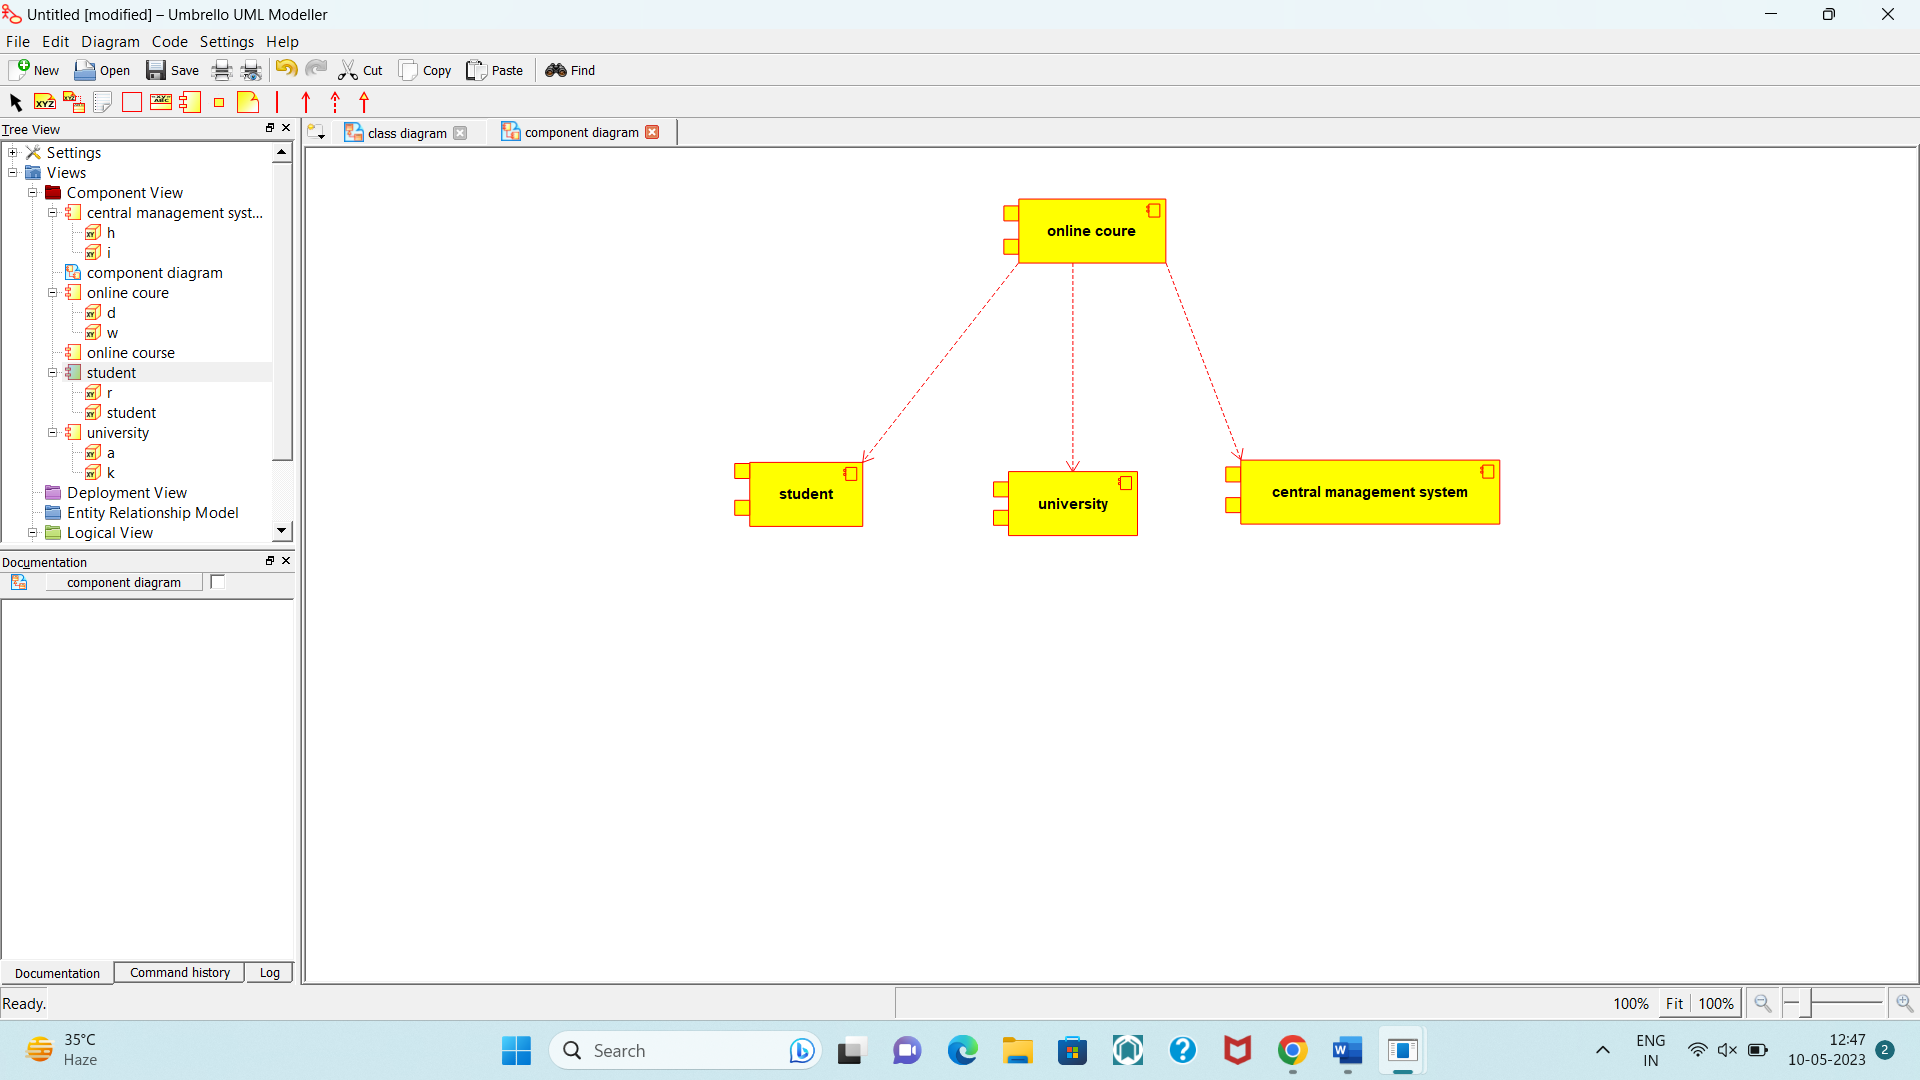 Untitled [modified] – Umbrello UML Modeller
File Edit Diagram Code Settings Help
New Open Save Cut Copy Paste Find
Tree View
class diagram component diagram
Settings
Views
Component View
central management syst...
h
i
component diagram
online coure
d
w
online course
student
r
student
university
a
k
Deployment View
Entity Relationship Model
Logical View
online coure
student
university
central management system
Documentation
component diagram
Documentation Command history Log
Ready.
100% Fit 100%
35°C
Haze
Search
ENG
IN
12:47
10-05-2023
2